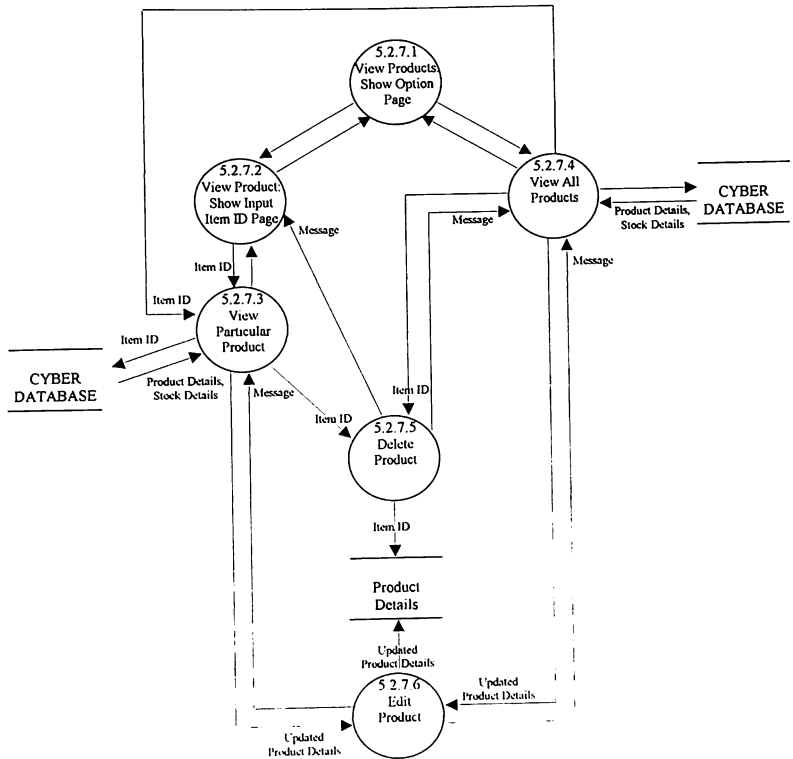 5.2.7.1
View Products:
Show Option
Page
5.2.7.2
View Product:
Show Input
Item ID Page
5.2.7.4
View All
Products
CYBER
DATABASE
Product Details,
Stock Details
Message
Message
Message
Item ID
Item ID
5.2.7.3
View
Particular
Product
Item ID
CYBER
DATABASE
Product Details,
Stock Details
Message
Item ID
Item ID
5.2.7.5
Delete
Product
Item ID
Product
Details
Updated
Product Details
5 2.7.6
Edit
Product
Updated
Product Details
Updated
Product Details